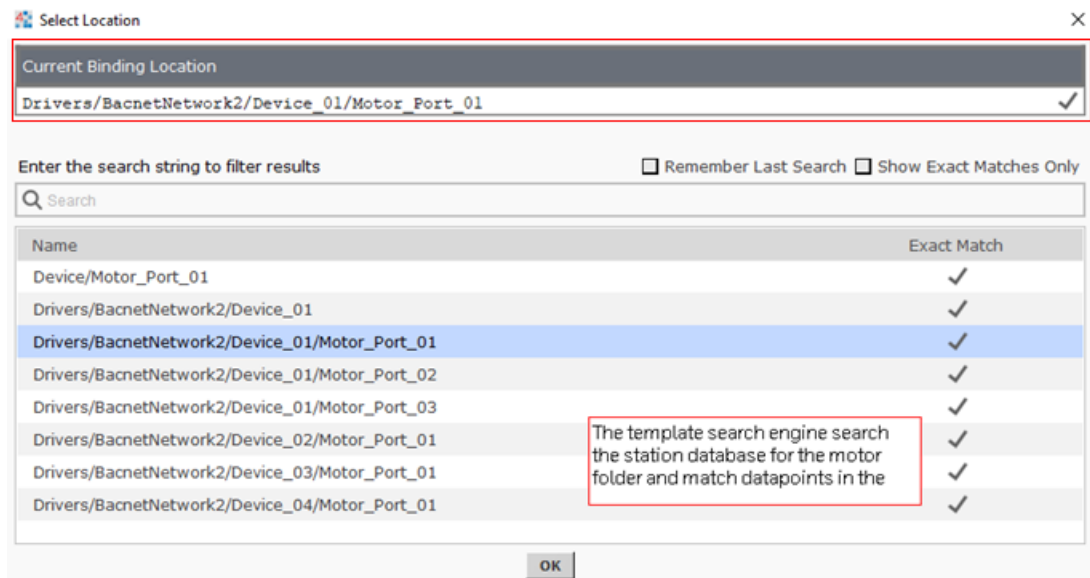 Select Location
Current Binding Location
Drivers/BacnetNetwork2/Device_01/Motor_Port_01
Enter the search string to filter results
Remember Last Search
Show Exact Matches Only
Search
Name
Exact Match
Device/Motor_Port_01
Drivers/BacnetNetwork2/Device_01
Drivers/BacnetNetwork2/Device_01/Motor_Port_01
Drivers/BacnetNetwork2/Device_01/Motor_Port_02
Drivers/BacnetNetwork2/Device_01/Motor_Port_03
Drivers/BacnetNetwork2/Device_02/Motor_Port_01
Drivers/BacnetNetwork2/Device_03/Motor_Port_01
Drivers/BacnetNetwork2/Device_04/Motor_Port_01
The template search engine search
the station database for the motor
folder and match datapoints in the
OK